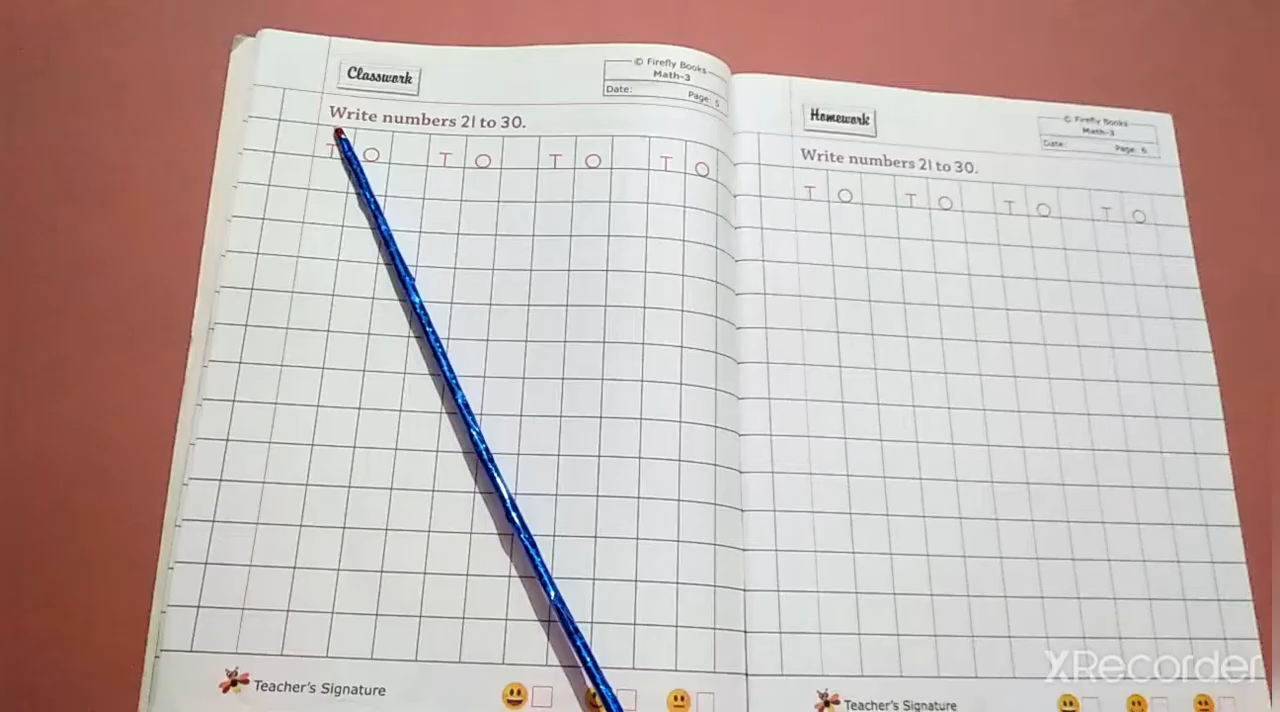 Classwork
© Firefly Books
Math-3
Date:
Page: 5
Write numbers 21 to 30.
T O T O T O T O
Teacher's Signature
Homework
© Firefly Books
Math-3
Date:
Page: 6
Write numbers 21 to 30.
T O T O T O T O
Teacher's Signature
XRecorder